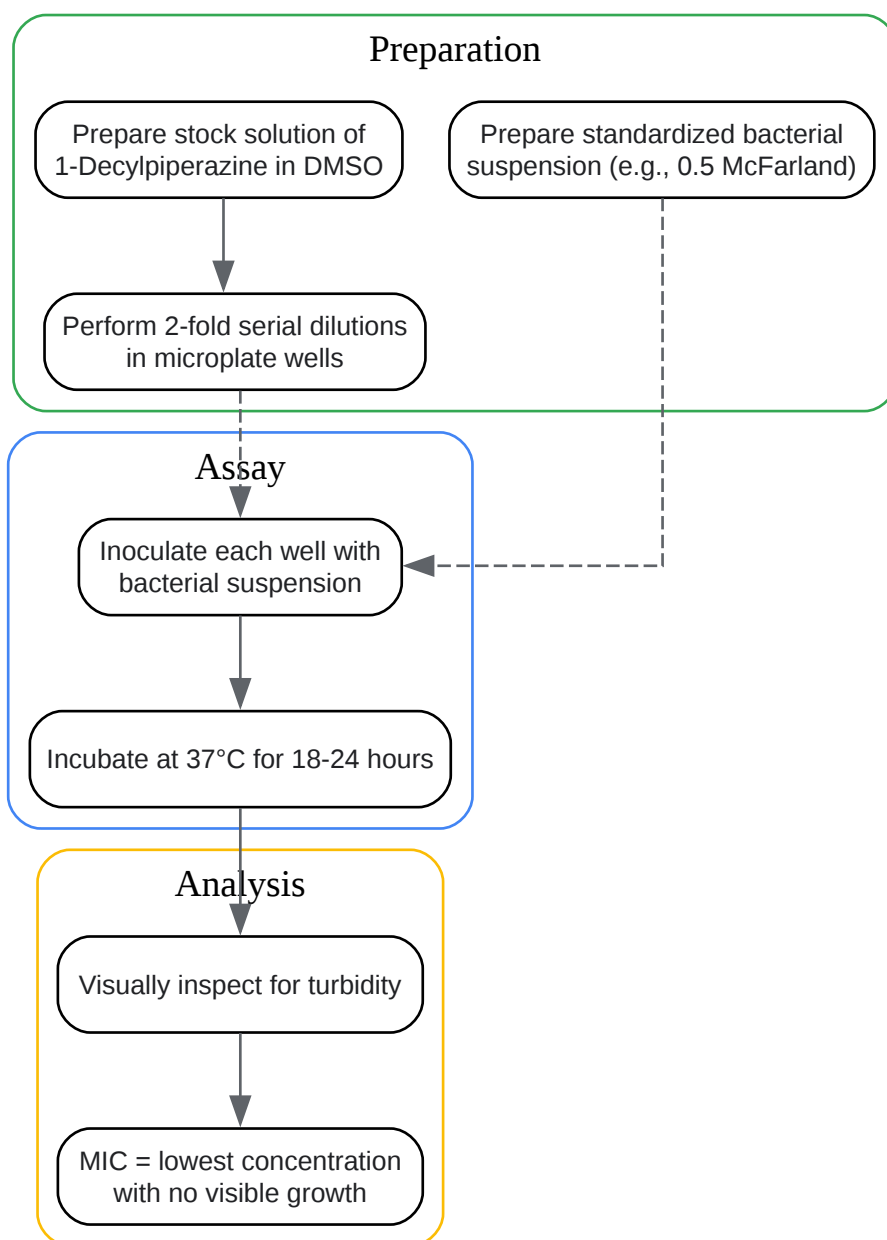 Preparation
Prepare stock solution of
1-Decylpiperazine in DMSO
Prepare standardized bacterial
suspension (e.g., 0.5 McFarland)
Perform 2-fold serial dilutions
in microplate wells
Assay
Inoculate each well with
bacterial suspension
Incubate at 37°C for 18-24 hours
Analysis
Visually inspect for turbidity
MIC = lowest concentration
with no visible growth